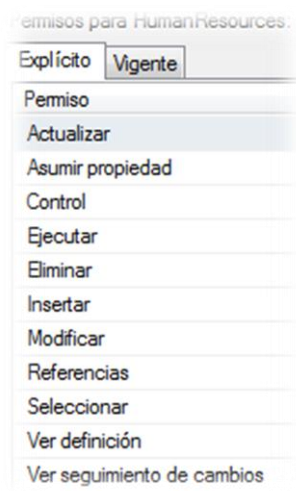 Permisos para HumanResources:
Explícito Vigente
Permiso
Actualizar
Asumir propiedad
Control
Ejecutar
Eliminar
Insertar
Modificar
Referencias
Seleccionar
Ver definición
Ver seguimiento de cambios